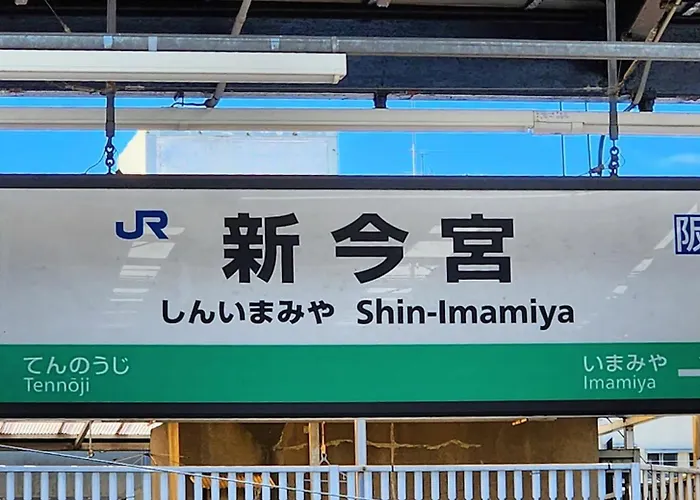 JR 新今宮 阪
しんいまみや Shin-Imamiya
てんのうじ いまみや
Tennōji Imamiya